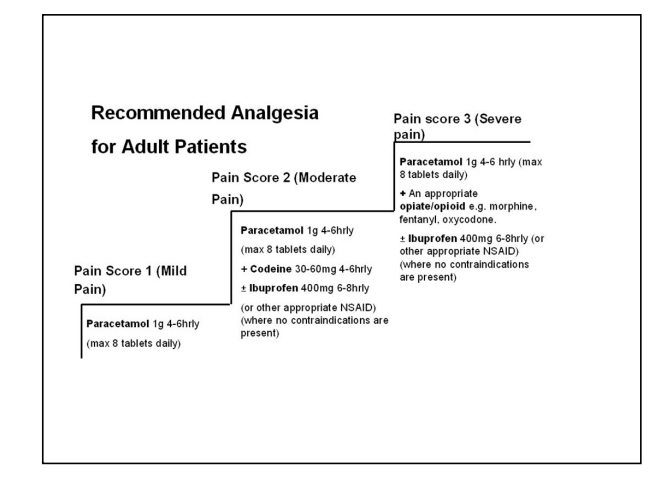 Recommended Analgesia
for Adult Patients
Pain Score 1 (Mild
Pain)
Paracetamol 1g 4-6hrly
(max 8 tablets daily)
Pain Score 2 (Moderate
Pain)
Paracetamol 1g 4-6hrly
(max 8 tablets daily)
+ Codeine 30-60mg 4-6hrly
± Ibuprofen 400mg 6-8hrly
(or other appropriate NSAID)
(where no contraindications are
present)
Pain score 3 (Severe
pain)
Paracetamol 1g 4-6 hrly (max
8 tablets daily)
+ An appropriate
opiate/opioid e.g. morphine,
fentanyl, oxycodone.
± Ibuprofen 400mg 6-8hrly (or
other appropriate NSAID)
(where no contraindications
are present)